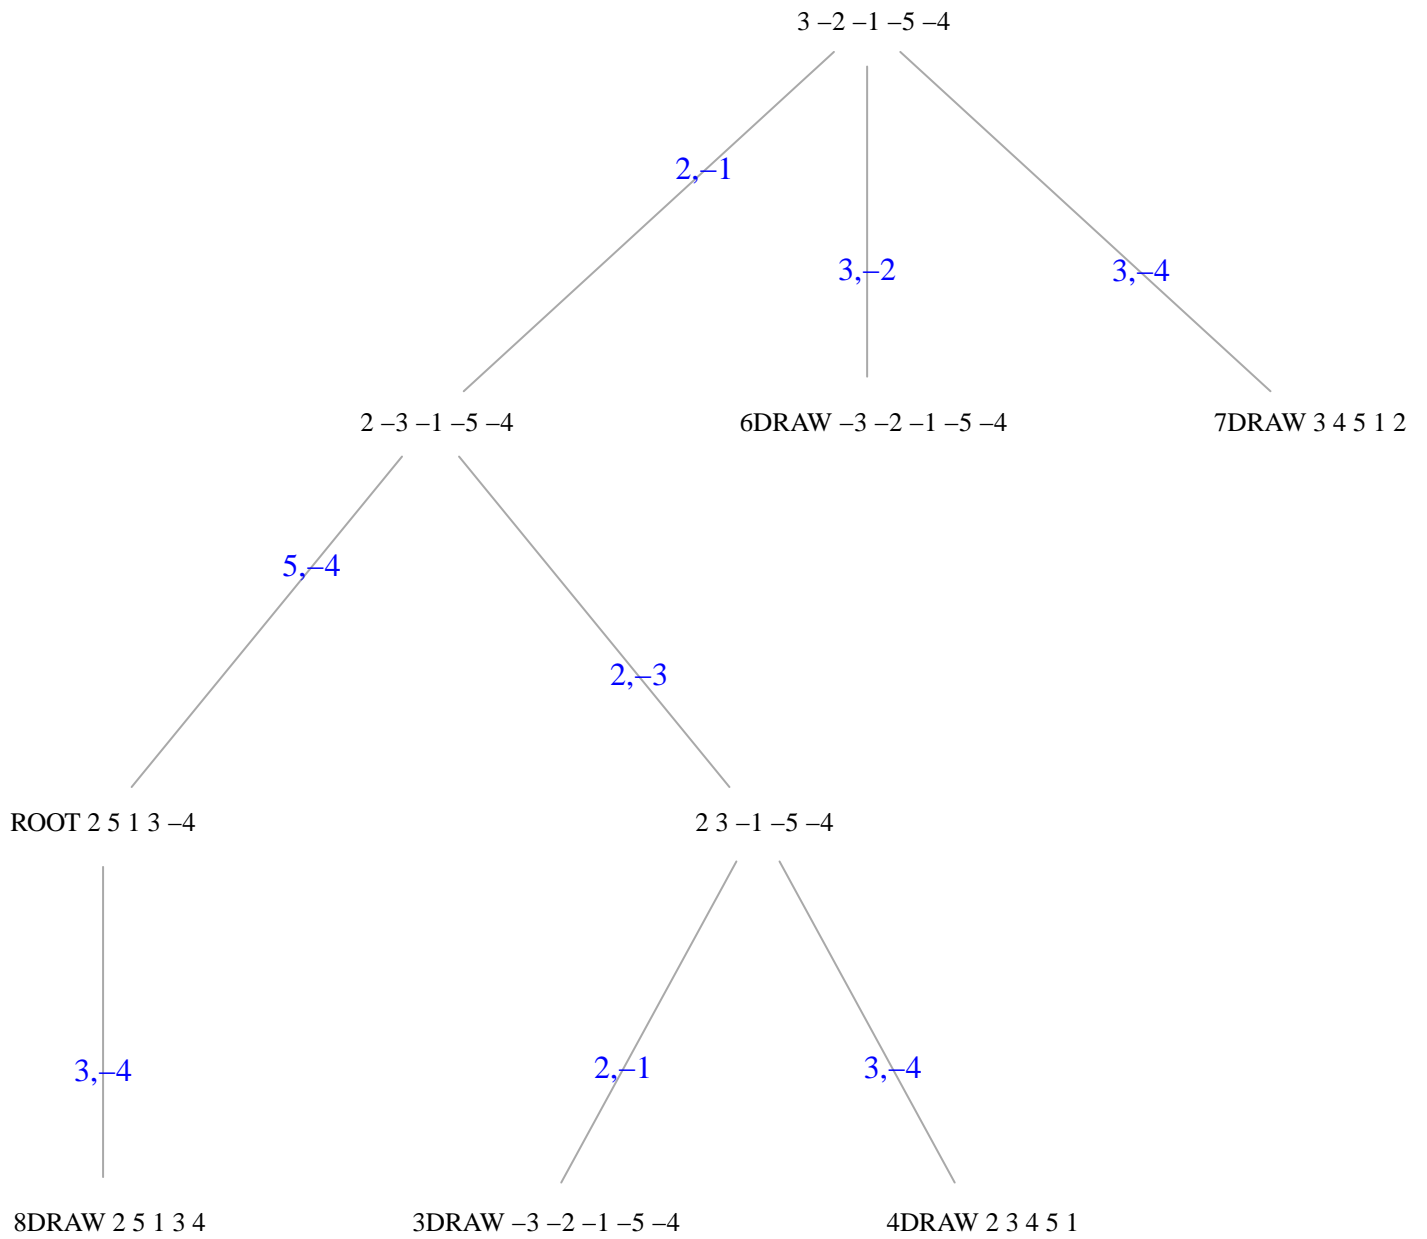 3 –2 –1 –5 –4
2,–1
3,–2
3,–4
2 –3 –1 –5 –4
6DRAW –3 –2 –1 –5 –4
7DRAW 3 4 5 1 2
5,–4
2,–3
ROOT 2 5 1 3 –4
2 3 –1 –5 –4
3,–4
2,–1
3,–4
8DRAW 2 5 1 3 4
3DRAW –3 –2 –1 –5 –4
4DRAW 2 3 4 5 1